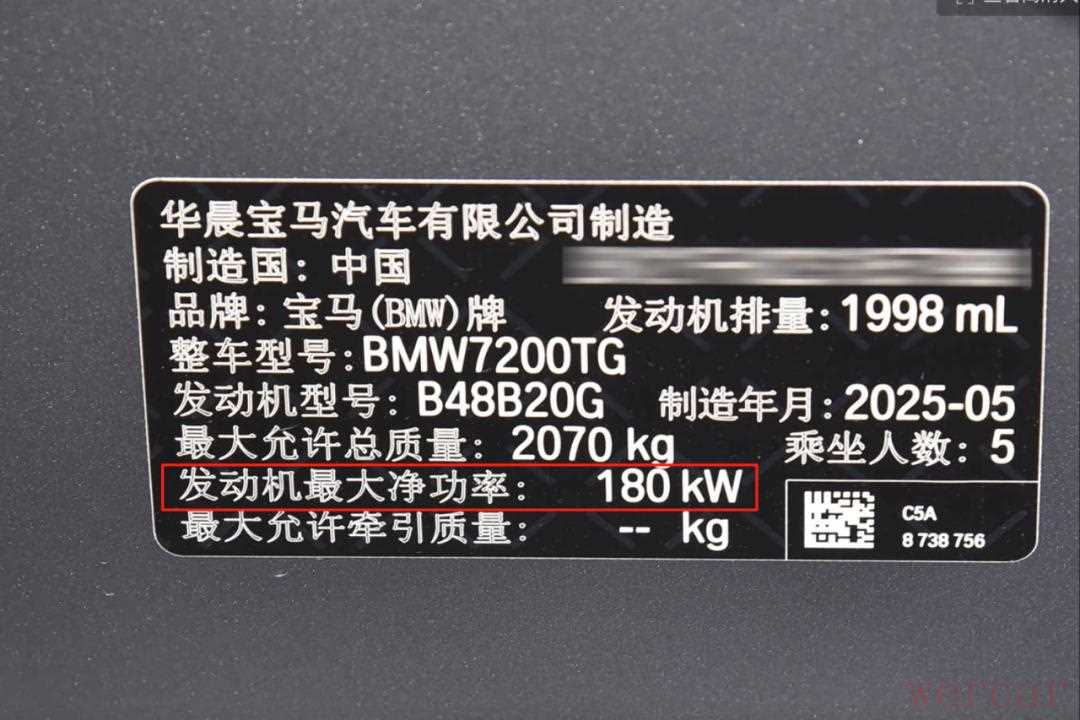 华晨宝马汽车有限公司制造
制造国：中国
品牌：宝马(BMW)牌 发动机排量：1998 mL
整车型号：BMW7200TG
发动机型号：B48B20G 制造年月：2025-05
最大允许总质量：2070 kg 乘坐人数：5
发动机最大净功率：180 kW
最大允许牵引质量：-- kg
C5A
8 738 756
wercar